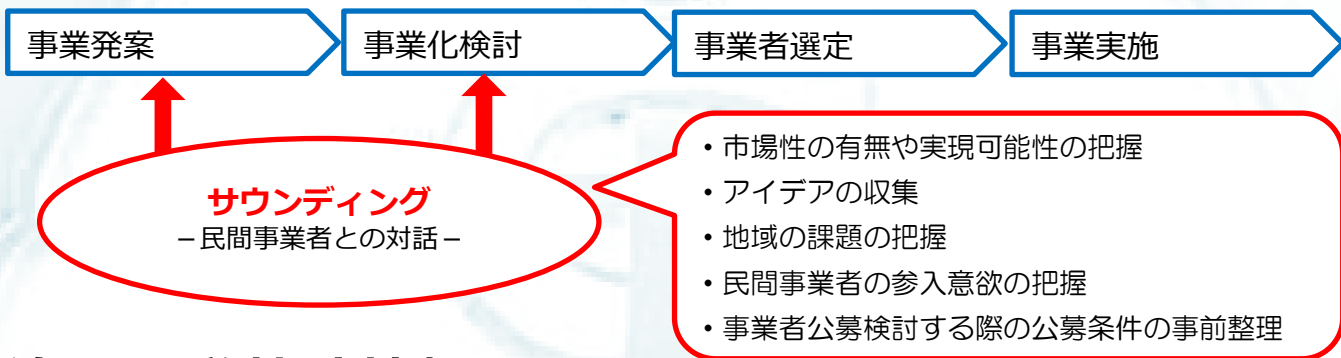 事業発案
事業化検討
事業者選定
事業実施
サウンディング
－民間事業者との対話－
・市場性の有無や実現可能性の把握
・アイデアの収集
・地域の課題の把握
・民間事業者の参入意欲の把握
・事業者公募検討する際の公募条件の事前整理